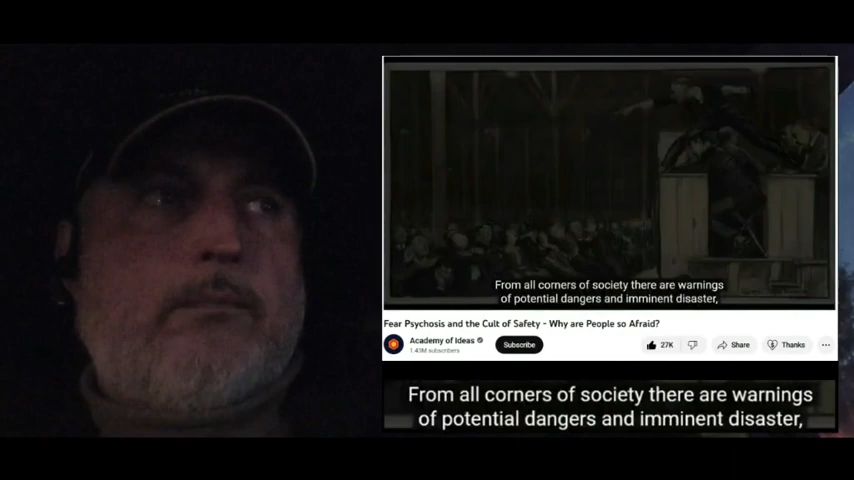 From all corners of society there are warnings
of potential dangers and imminent disaster,
Fear Psychosis and the Cult of Safety - Why are People so Afraid?
Academy of Ideas
1.43M subscribers
Subscribe
27K
Share
Thanks
From all corners of society there are warnings
of potential dangers and imminent disaster,